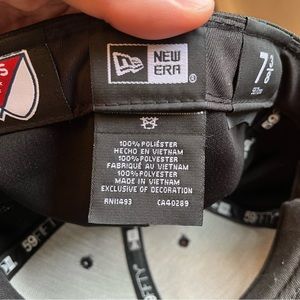 NEW
ERA
®
7 3/8
100% POLIÉSTER
HECHO EN VIETNAM
100% POLYESTER
FABRIQUÉ AU VIETNAM
100% POLYESTER
MADE IN VIETNAM
EXCLUSIVE OF DECORATION
RN11493 CA40289
59FIFTY
59FIFTY